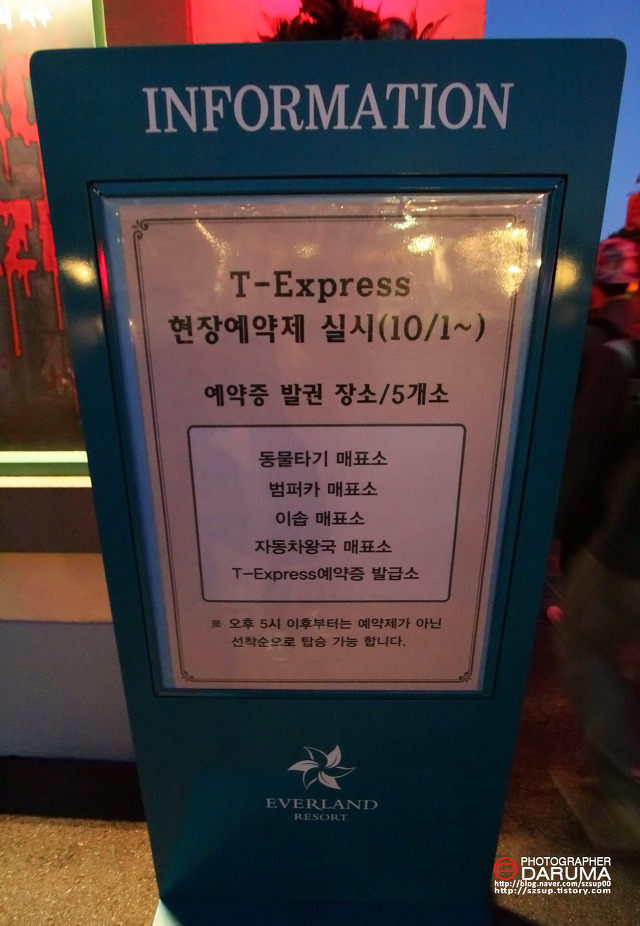 INFORMATION
T-Express
현장예약제 실시(10/1~)
예약증 발권 장소/5개소
동물타기 매표소
범퍼카 매표소
이솝 매표소
자동차왕국 매표소
T-Express예약증 발급소
※ 오후 5시 이후부터는 예약제가 아닌
선착순으로 탑승 가능 합니다.
EVERLAND
RESORT
PHOTOGRAPHER
DARUMA
http://blog.naver.com/szsup00
http://szsup.tistory.com